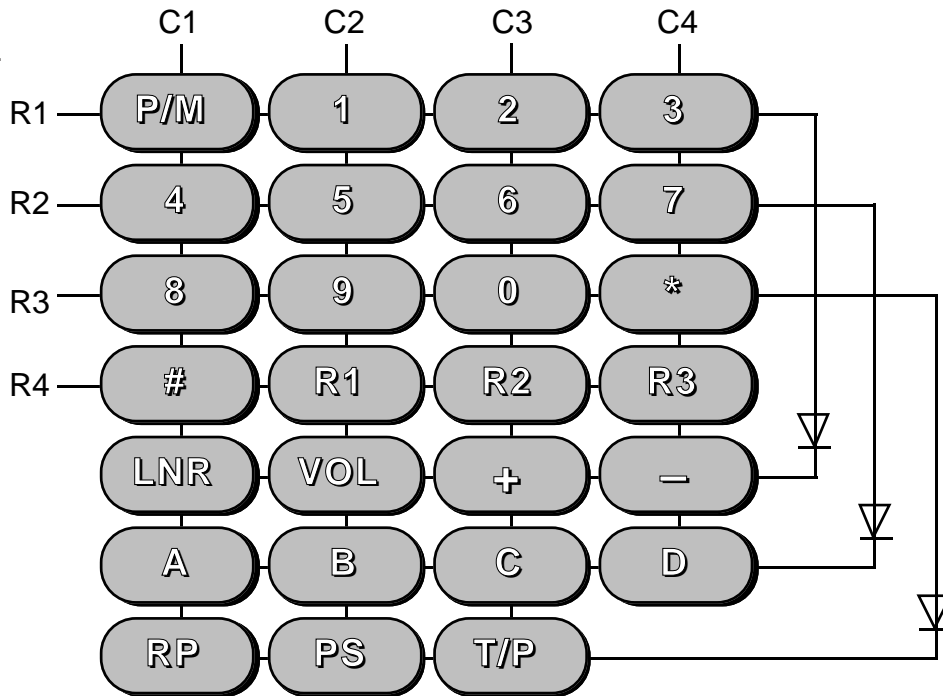 C1 C2 C3 C4
R1 P/M 1 2 3
R2 4 5 6 7
R3 8 9 0 *
R4 # R1 R2 R3
LNR VOL + −
A B C D
RP PS T/P